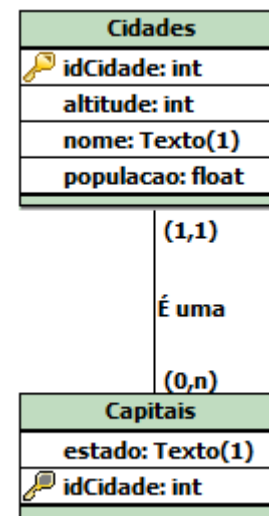 Cidades
idCidade: int
altitude: int
nome: Texto(1)
populacao: float
(1,1)
É uma
(0,n)
Capitais
estado: Texto(1)
idCidade: int